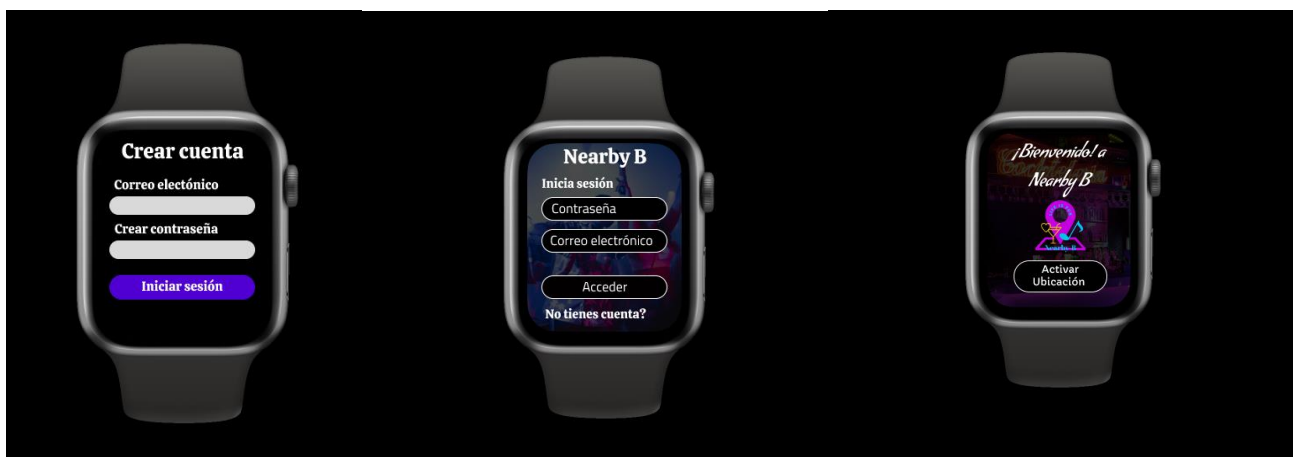 Crear cuenta
Correo electónico
Crear contraseña
Iniciar sesión
Nearby B
Inicia sesión
Contraseña
Correo electrónico
Acceder
No tienes cuenta?
¡Bienvenido! a
Nearby B
Nearby-B
Activar
Ubicación